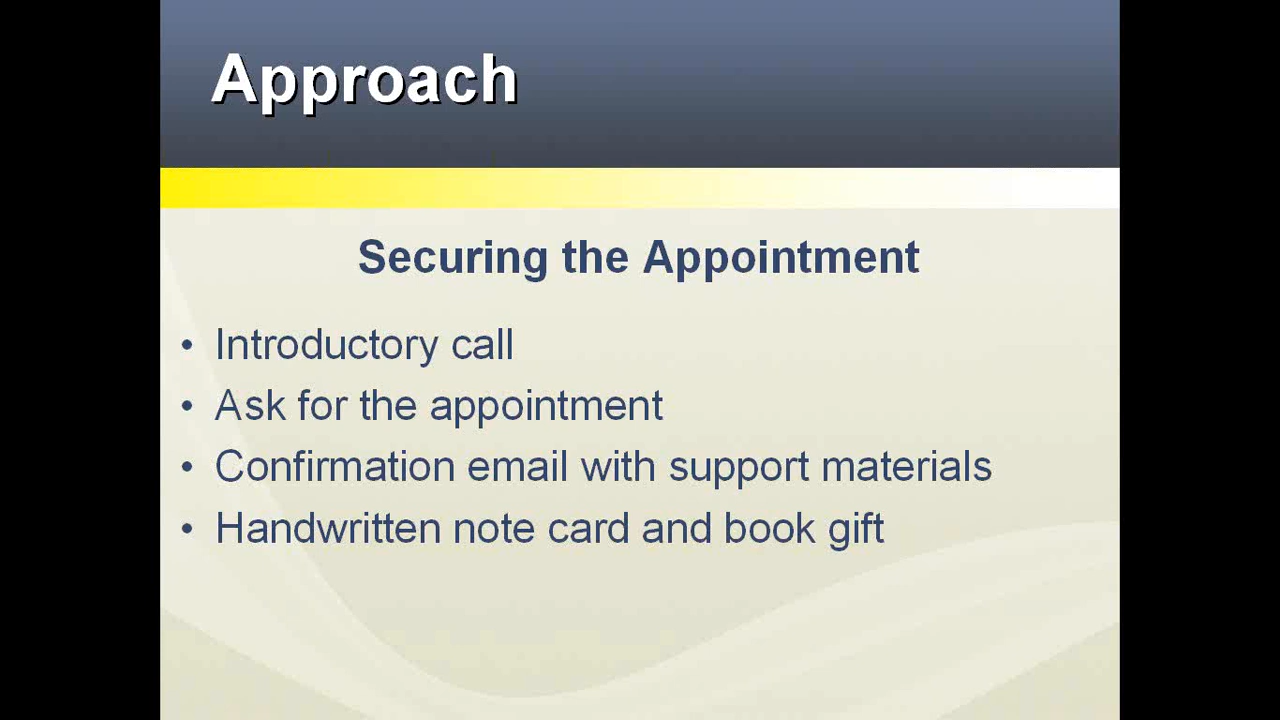 Approach
Securing the Appointment
• Introductory call
• Ask for the appointment
• Confirmation email with support materials
• Handwritten note card and book gift